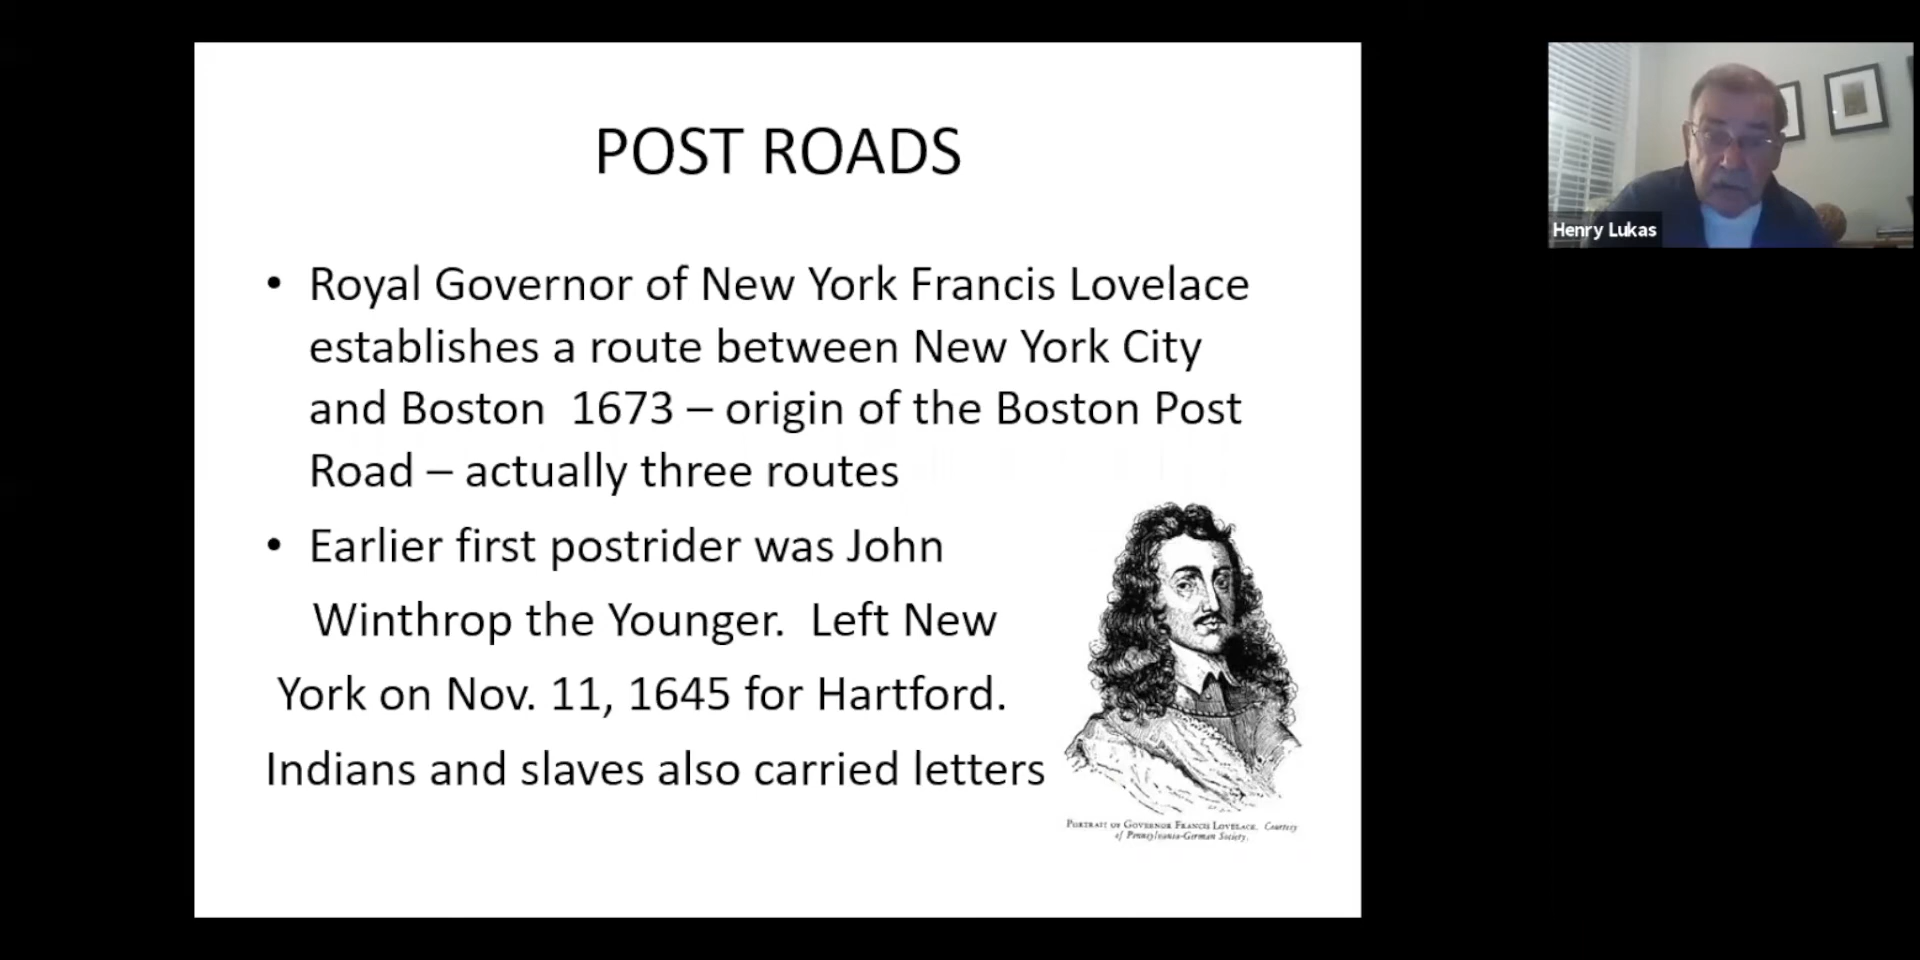 POST ROADS
• Royal Governor of New York Francis Lovelace
establishes a route between New York City
and Boston 1673 – origin of the Boston Post
Road – actually three routes
• Earlier first postrider was John
Winthrop the Younger. Left New
York on Nov. 11, 1645 for Hartford.
Indians and slaves also carried letters
PORTRAIT OF GOVERNOR FRANCIS LOVELACE. Courtesy
of Pennsylvania-German Society.
Henry Lukas